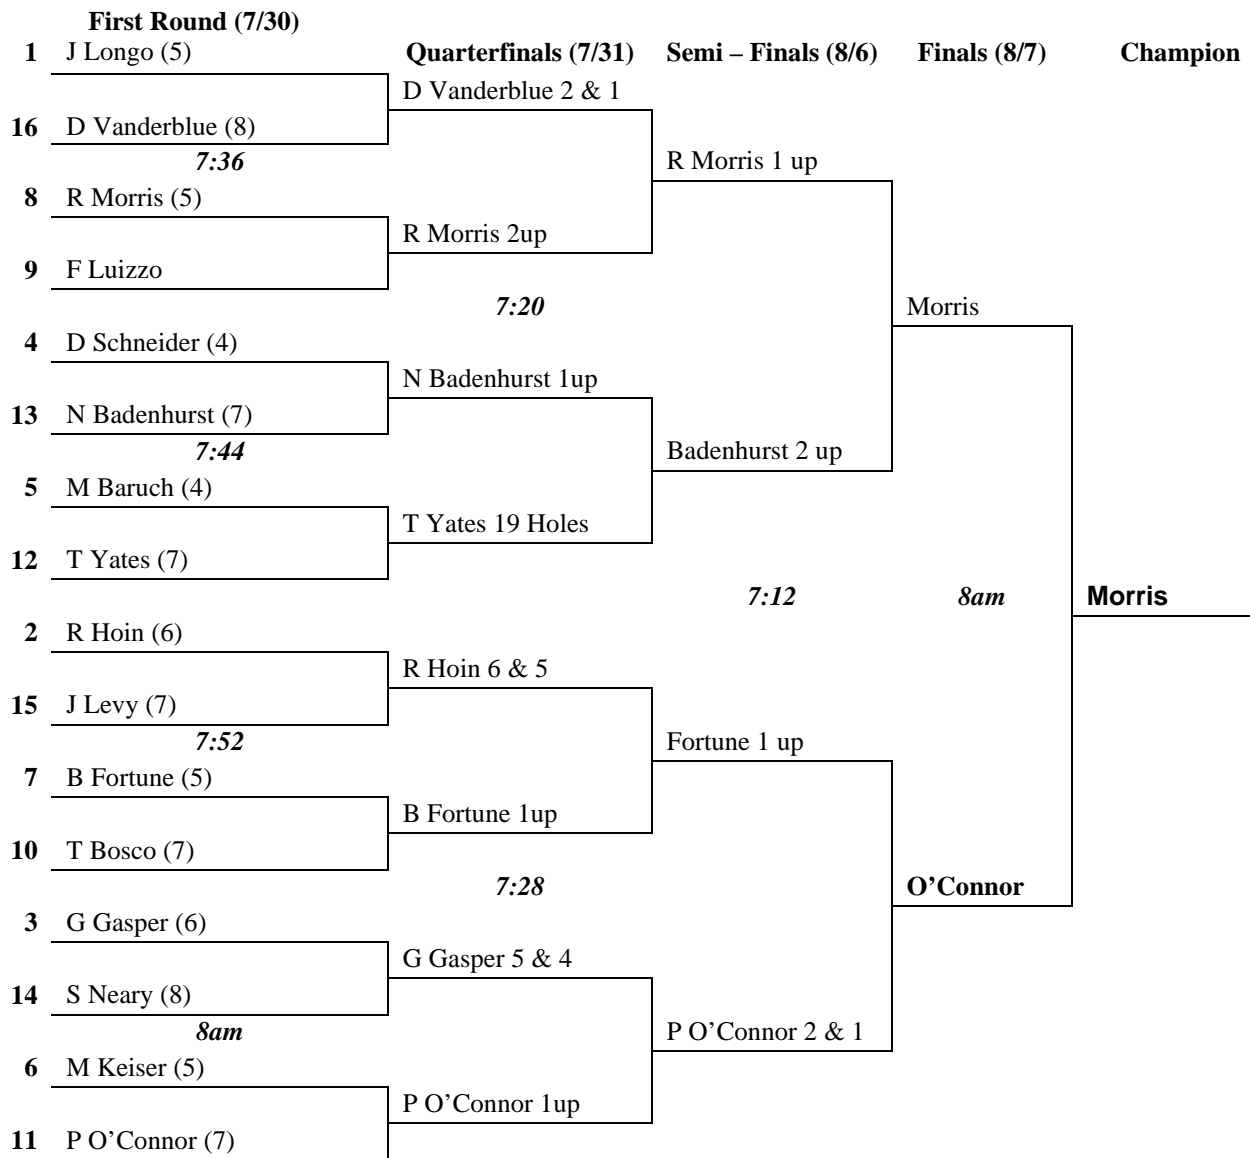 First Round (7/30)
1 J Longo (5)
Quarterfinals (7/31) Semi – Finals (8/6) Finals (8/7) Champion
D Vanderblue 2 & 1
16 D Vanderblue (8)
7:36
R Morris 1 up
8 R Morris (5)
R Morris 2up
9 F Luizzo
7:20
Morris
4 D Schneider (4)
N Badenhurst 1up
13 N Badenhurst (7)
7:44
Badenhurst 2 up
5 M Baruch (4)
T Yates 19 Holes
12 T Yates (7)
7:12 8am Morris
2 R Hoin (6)
R Hoin 6 & 5
15 J Levy (7)
7:52
Fortune 1 up
7 B Fortune (5)
B Fortune 1up
10 T Bosco (7)
7:28
O’Connor
3 G Gasper (6)
G Gasper 5 & 4
14 S Neary (8)
8am
P O’Connor 2 & 1
6 M Keiser (5)
P O’Connor 1up
11 P O’Connor (7)